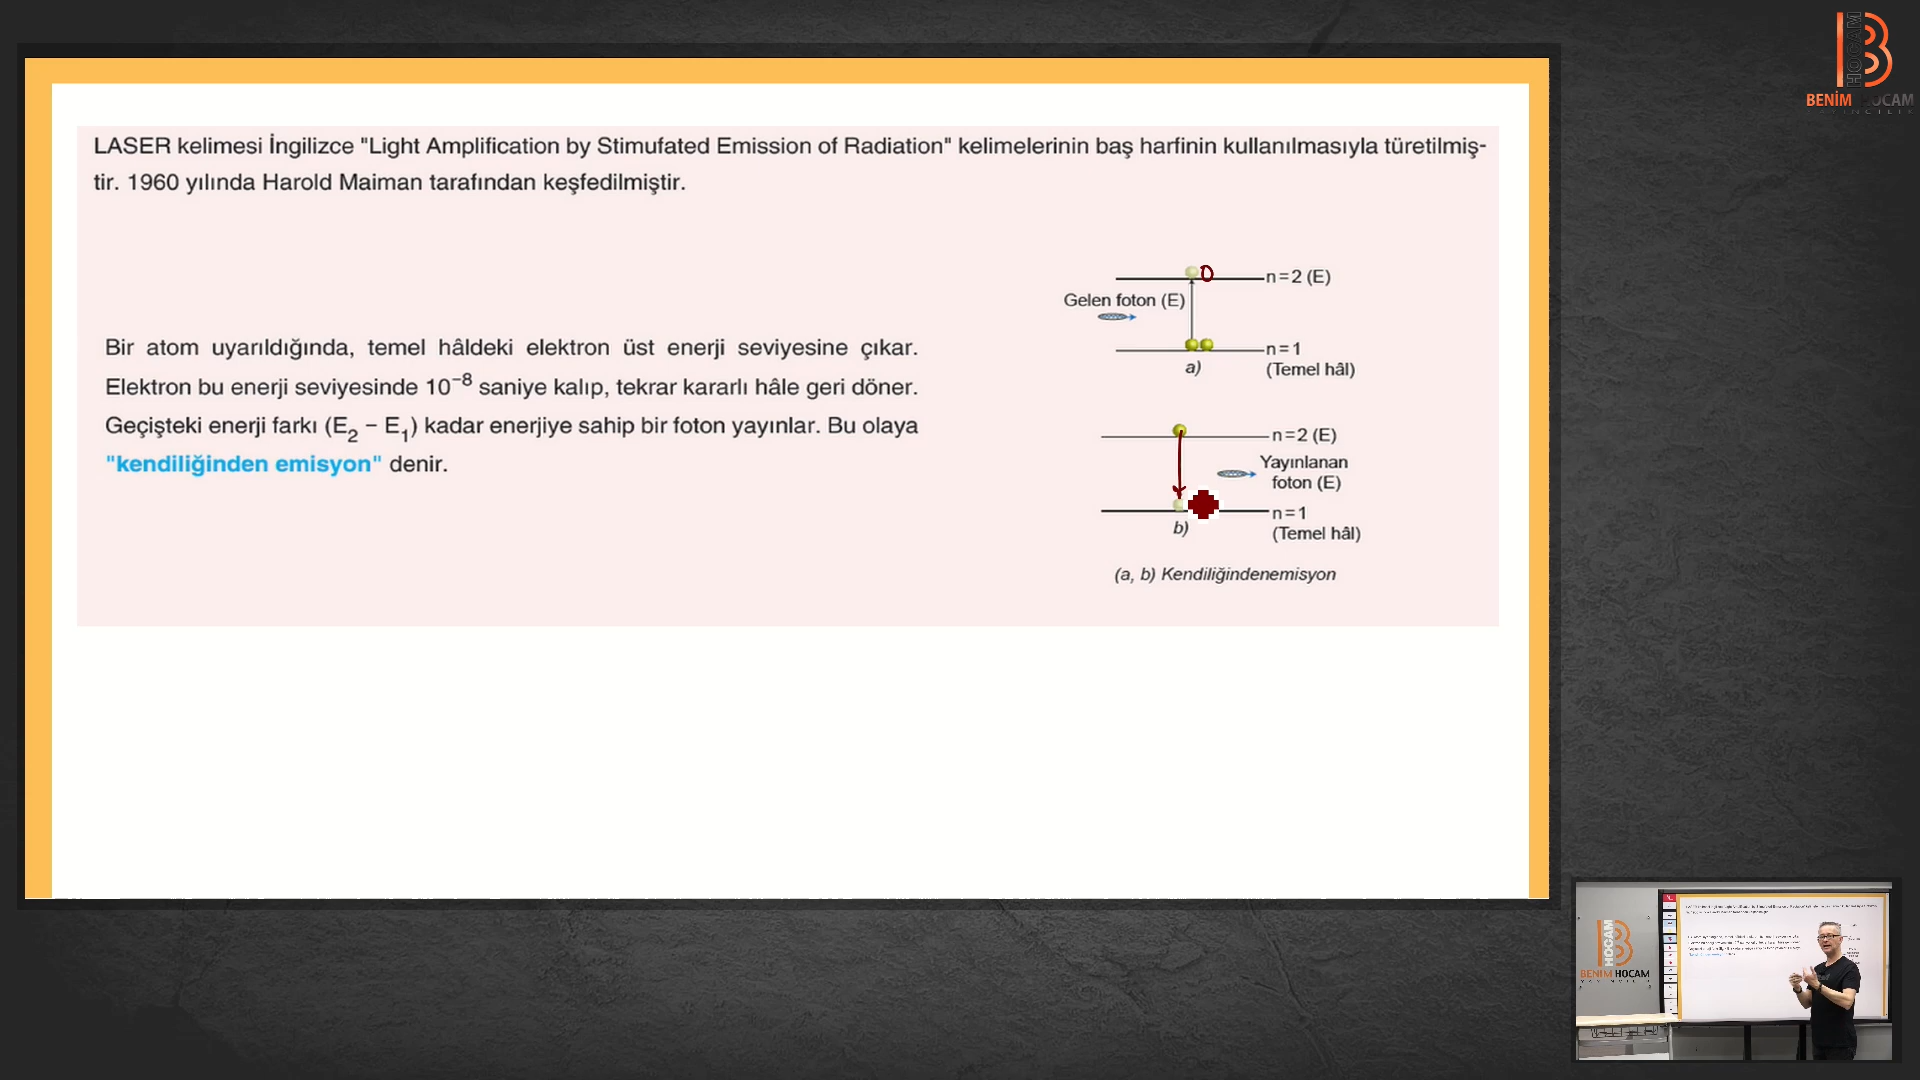 BENİM HOCAM
LASER kelimesi İngilizce "Light Amplification by Stimufated Emission of Radiation" kelimelerinin baş harfinin kullanılmasıyla türetilmiş-
tir. 1960 yılında Harold Maiman tarafından keşfedilmiştir.
Bir atom uyarıldığında, temel hâldeki elektron üst enerji seviyesine çıkar.
Elektron bu enerji seviyesinde 10⁻⁸ saniye kalıp, tekrar kararlı hâle geri döner.
Geçişteki enerji farkı (E₂ − E₁) kadar enerjiye sahip bir foton yayınlar. Bu olaya
"kendiliğinden emisyon" denir.
n=2 (E)
Gelen foton (E)
n=1
(Temel hâl)
a)
n=2 (E)
Yayınlanan
foton (E)
n=1
(Temel hâl)
b)
(a, b) Kendiliğindenemisyon
HOCAM
BENİM HOCAM